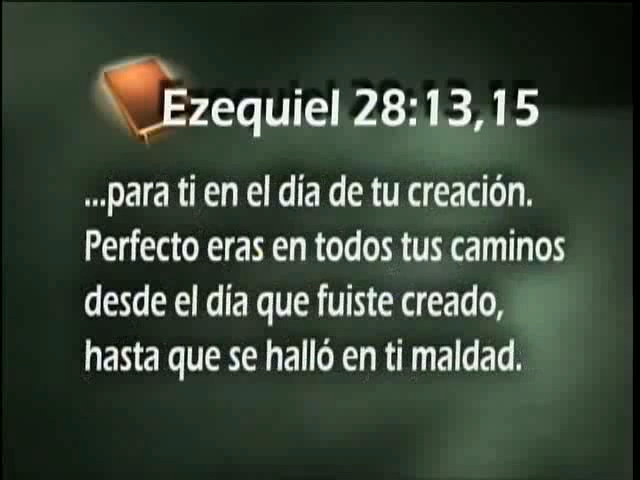 Ezequiel 28:13,15
...para ti en el día de tu creación.
Perfecto eras en todos tus caminos
desde el día que fuiste creado,
hasta que se halló en ti maldad.